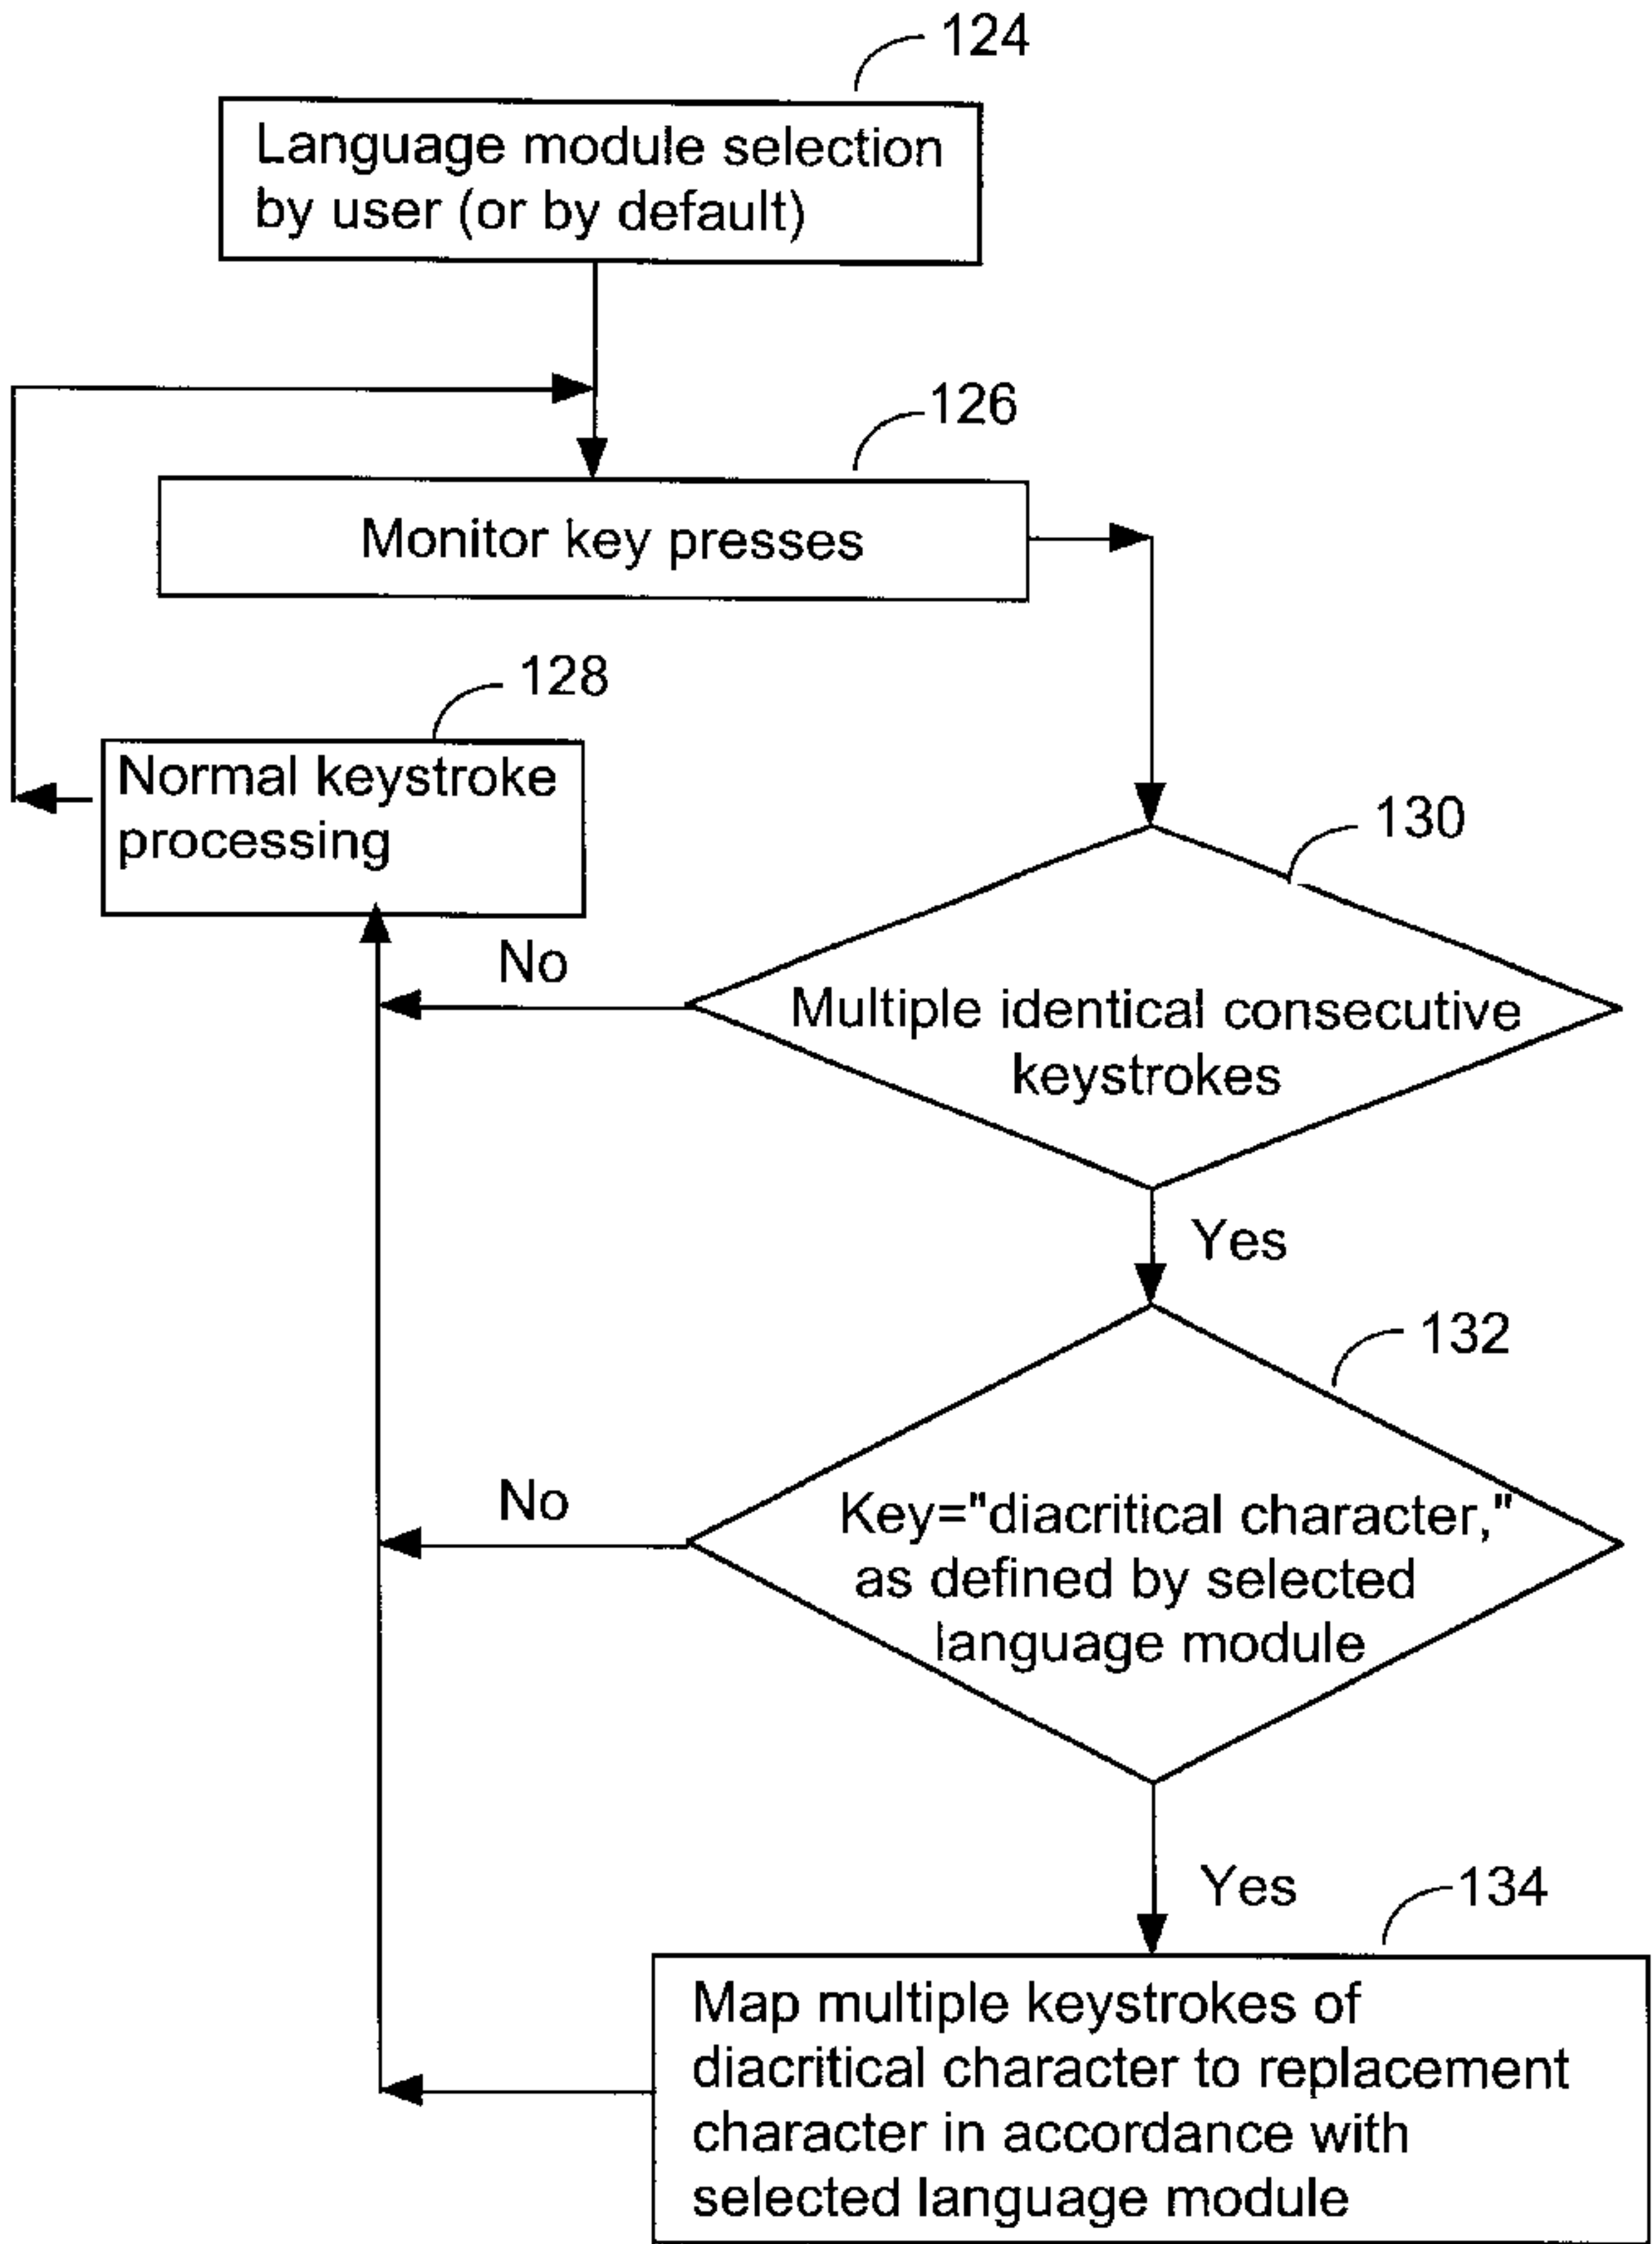 124
Language module selection
by user (or by default)
126
Monitor key presses
128
Normal keystroke
processing
130
No
Multiple identical consecutive
keystrokes
Yes
132
No
Key="diacritical character,"
as defined by selected
language module
Yes
134
Map multiple keystrokes of
diacritical character to replacement
character in accordance with
selected language module